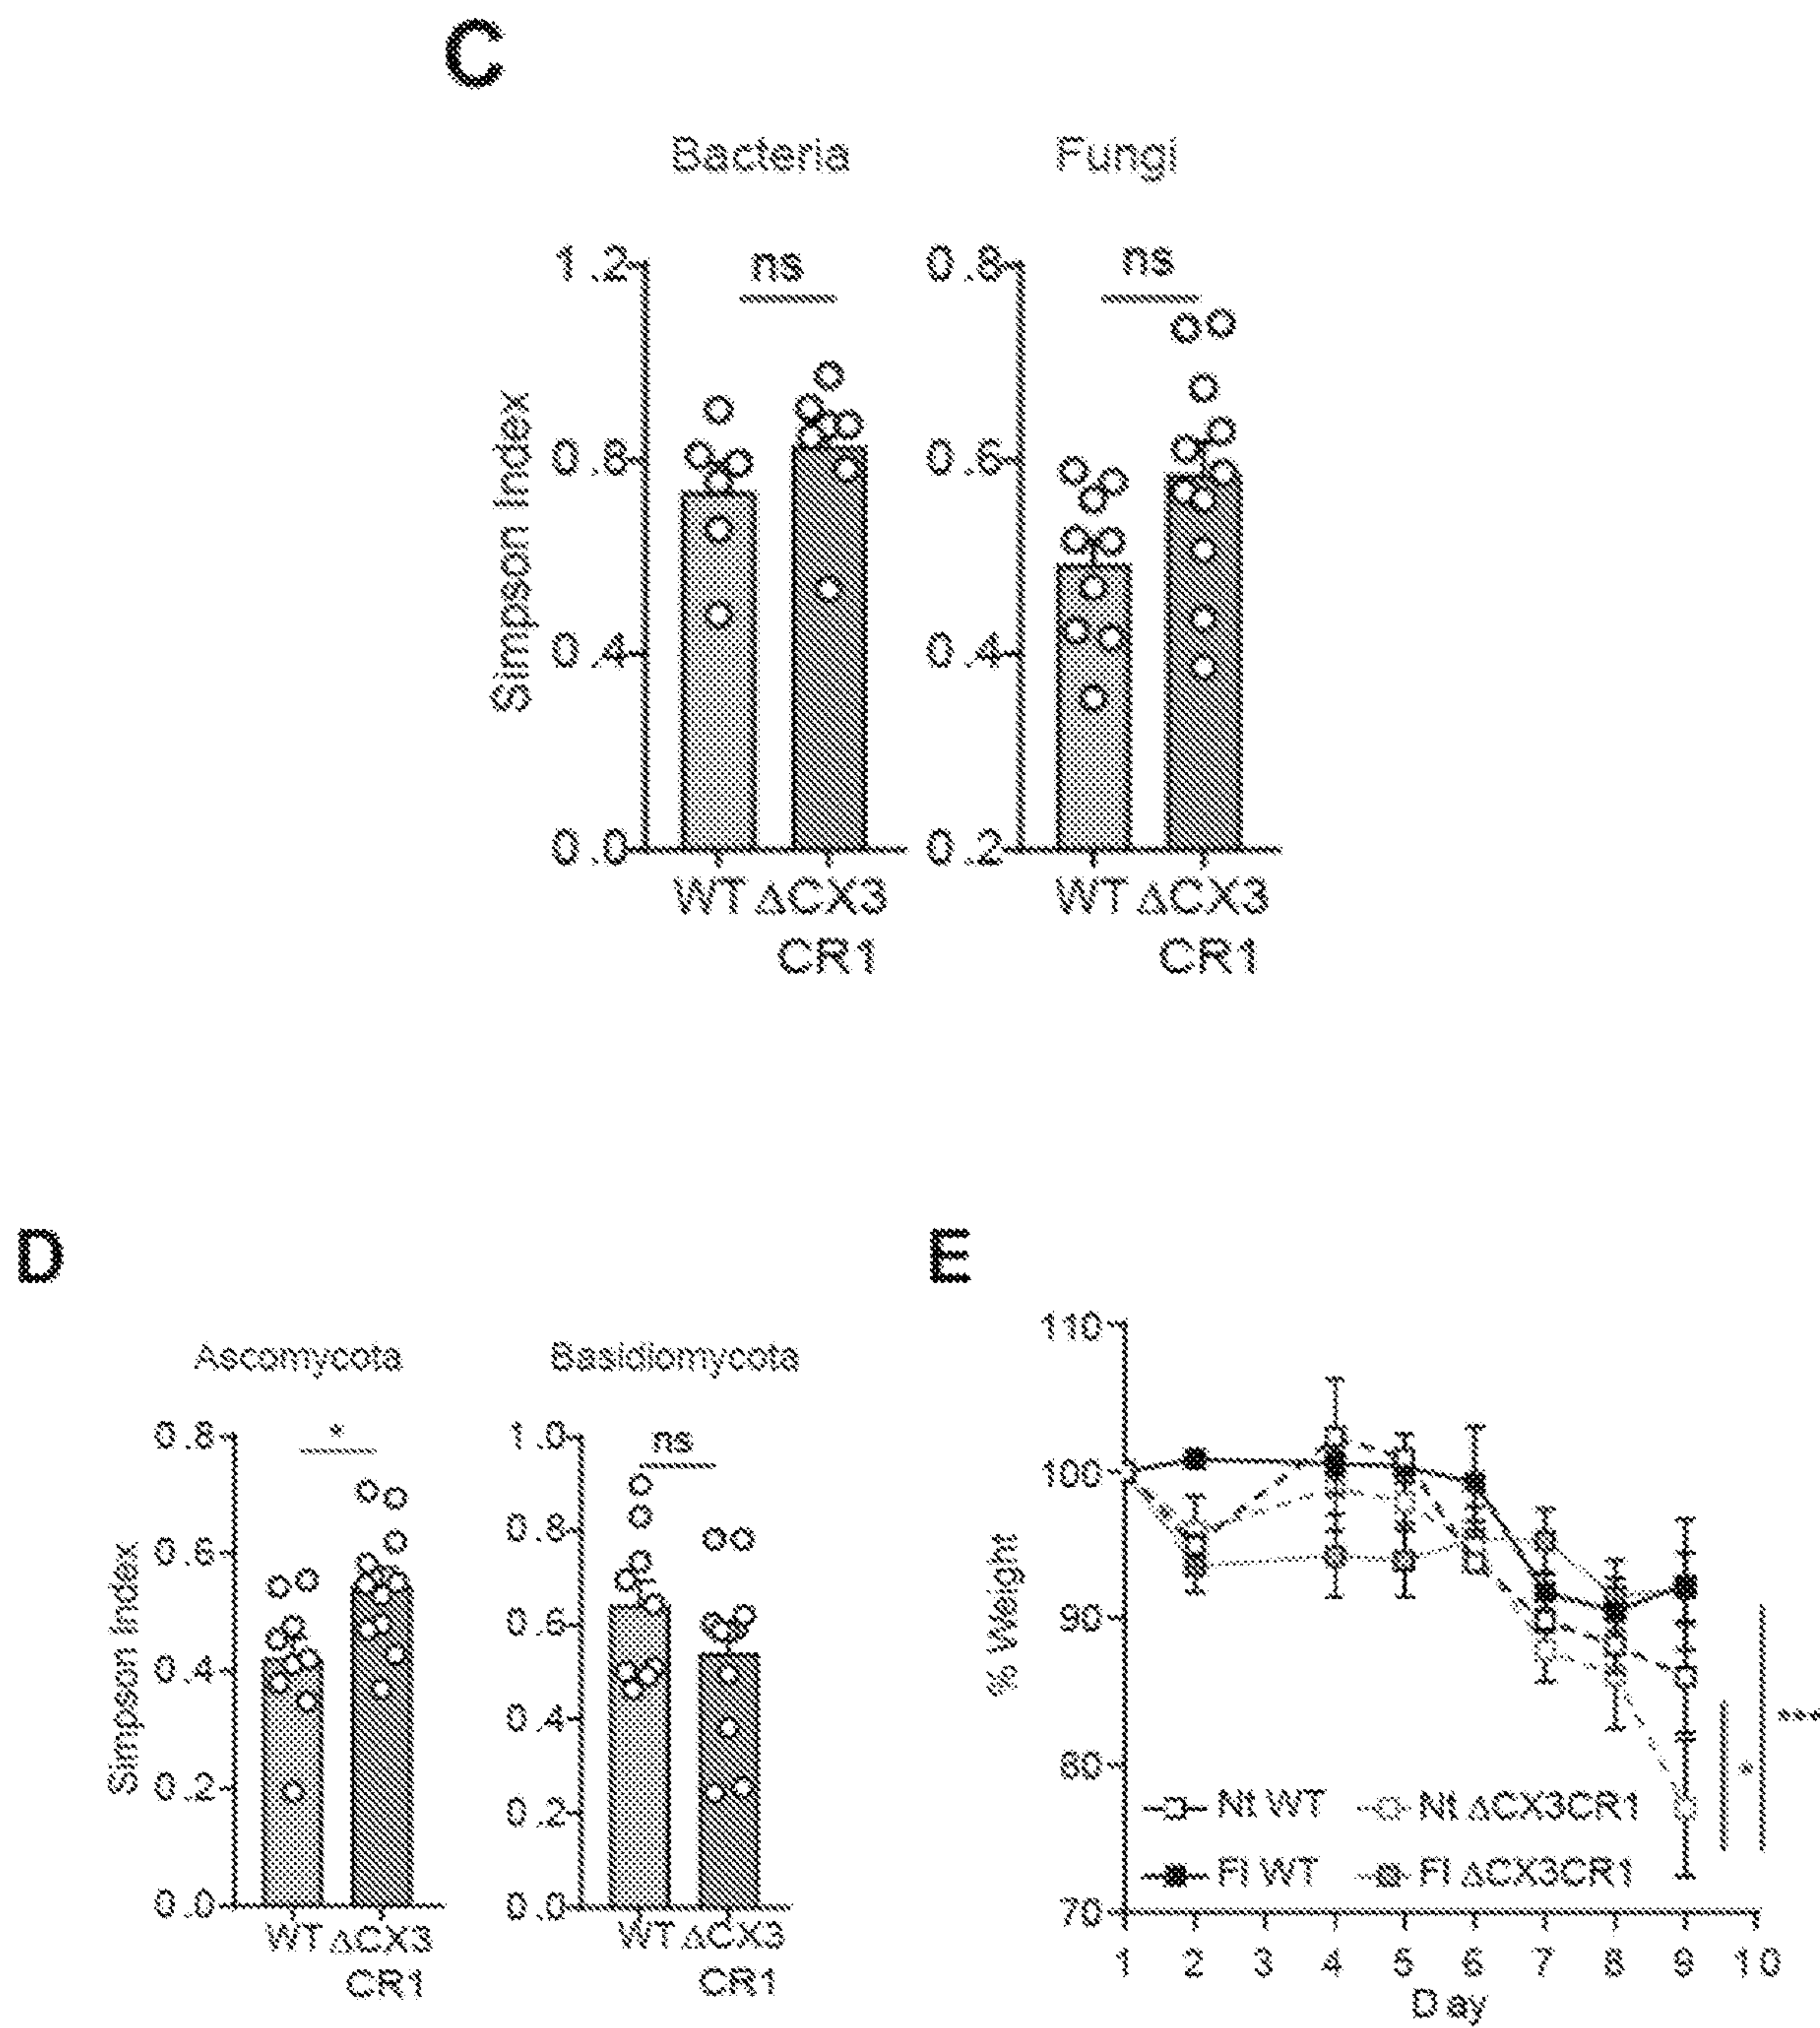 C
Bacteria
Fungi
Simpson Index
1.2
0.8
0.4
0.0
ns
WT ΔCX3
CR1
0.8
0.6
0.4
0.2
ns
WT ΔCX3
CR1
D
Ascomycota
Basidiomycota
Simpson Index
0.8
0.6
0.4
0.2
0.0
*
WT ΔCX3
CR1
1.0
0.8
0.6
0.4
0.2
0.0
ns
WT ΔCX3
CR1
E
% Weight
110
100
90
80
70
Nt WT
Nt ΔCX3CR1
Fl WT
Fl ΔCX3CR1
*
1 2 3 4 5 6 7 8 9 10
Day